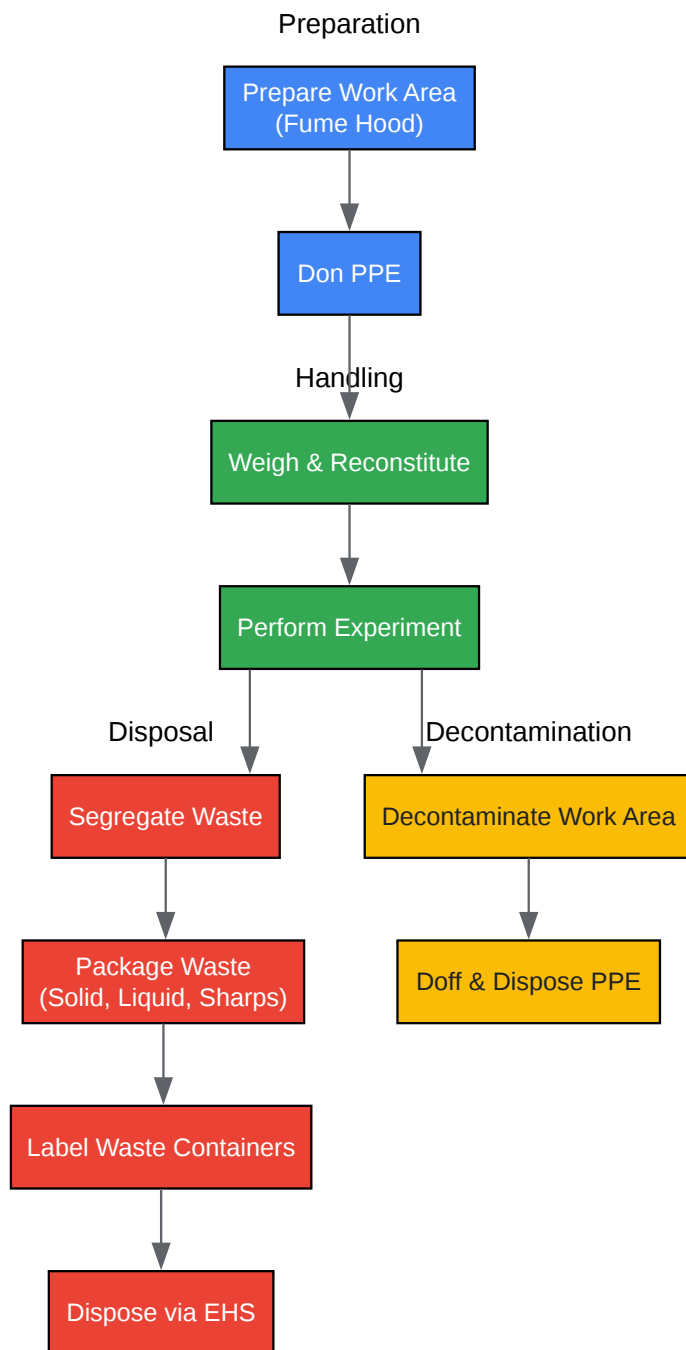 Preparation
Prepare Work Area
(Fume Hood)
Don PPE
Handling
Weigh & Reconstitute
Perform Experiment
Disposal
Decontamination
Segregate Waste
Decontaminate Work Area
Package Waste
(Solid, Liquid, Sharps)
Doff & Dispose PPE
Label Waste Containers
Dispose via EHS